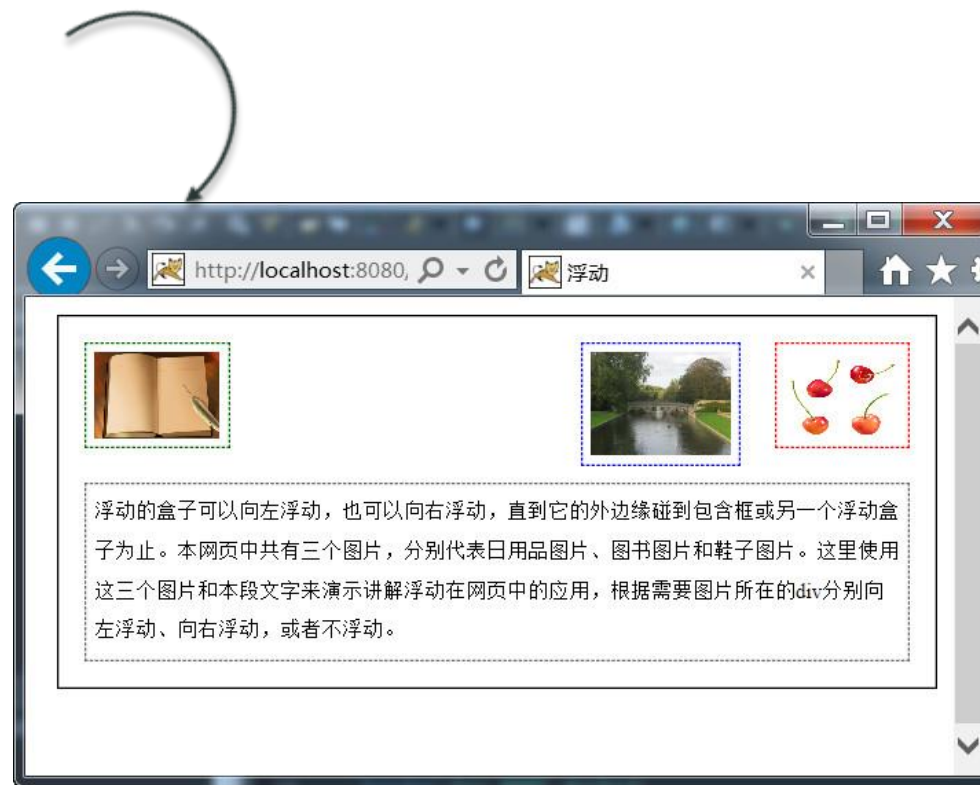 http://localhost:8080,
浮动
浮动的盒子可以向左浮动，也可以向右浮动，直到它的外边缘碰到包含框或另一个浮动盒
子为止。本网页中共有三个图片，分别代表日用品图片、图书图片和鞋子图片。这里使用
这三个图片和本段文字来演示讲解浮动在网页中的应用，根据需要图片所在的div分别向
左浮动、向右浮动，或者不浮动。